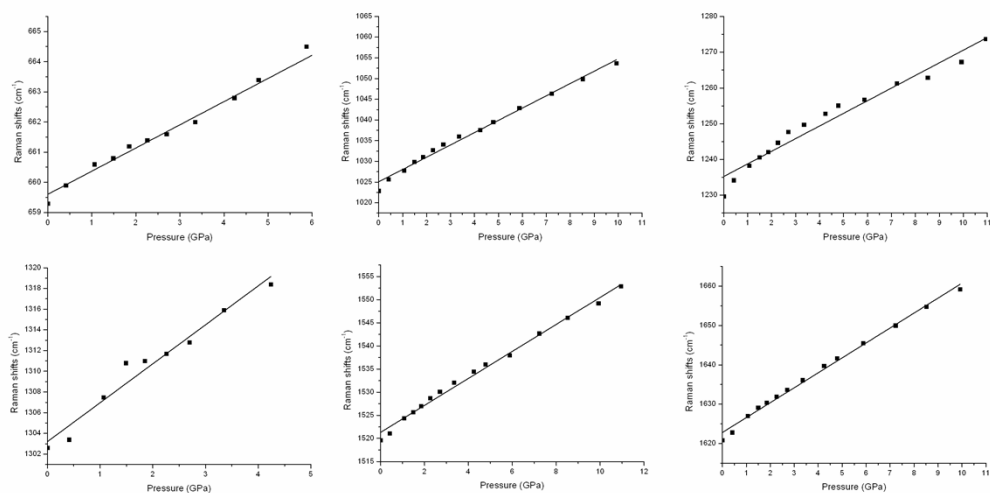 665
664
663
662
661
660
659
Raman shifts (cm⁻¹)
0 1 2 3 4 5 6
Pressure (GPa)
1065
1060
1055
1050
1045
1040
1035
1030
1025
1020
1015
Raman shifts (cm⁻¹)
0 1 2 3 4 5 6 7 8 9 10 11
Pressure (GPa)
1280
1270
1260
1250
1240
1230
Raman shifts (cm⁻¹)
0 1 2 3 4 5 6 7 8 9 10 11
Pressure (GPa)
1320
1318
1316
1314
1312
1310
1308
1306
1304
1302
Raman shifts (cm⁻¹)
0 1 2 3 4 5
Pressure (GPa)
1555
1550
1545
1540
1535
1530
1525
1520
1515
Raman shifts (cm⁻¹)
0 2 4 6 8 10 12
Pressure (GPa)
1660
1650
1640
1630
1620
Raman shifts (cm⁻¹)
0 1 2 3 4 5 6 7 8 9 10 11
Pressure (GPa)